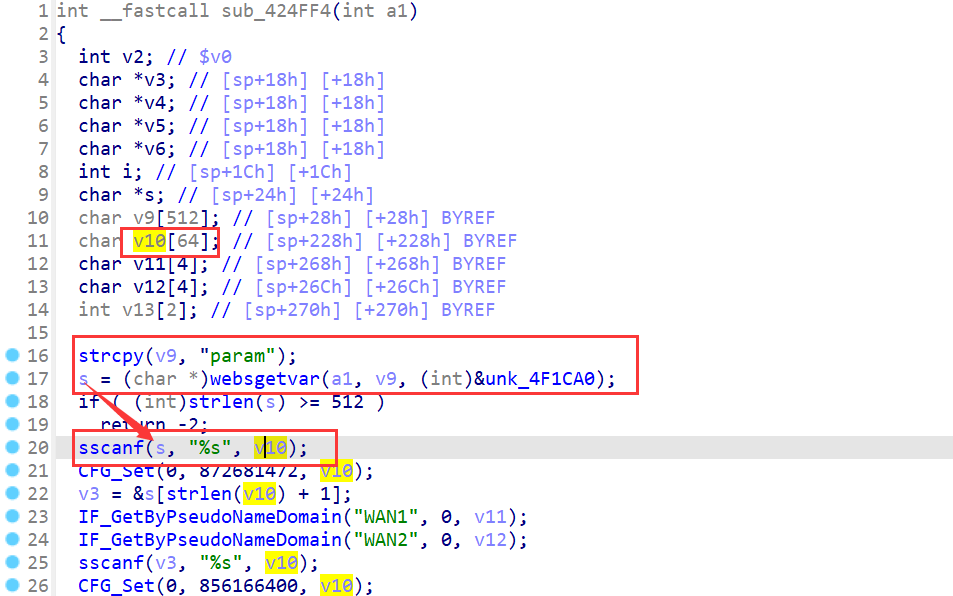 1 int __fastcall sub_424FF4(int a1)
2 {
3 int v2; // $v0
4 char *v3; // [sp+18h] [+18h]
5 char *v4; // [sp+18h] [+18h]
6 char *v5; // [sp+18h] [+18h]
7 char *v6; // [sp+18h] [+18h]
8 int i; // [sp+1Ch] [+1Ch]
9 char *s; // [sp+24h] [+24h]
10 char v9[512]; // [sp+28h] [+28h] BYREF
11 char v10[64]; // [sp+228h] [+228h] BYREF
12 char v11[4]; // [sp+268h] [+268h] BYREF
13 char v12[4]; // [sp+26Ch] [+26Ch] BYREF
14 int v13[2]; // [sp+270h] [+270h] BYREF
15
16 strcpy(v9, "param");
17 s = (char *)websgetvar(a1, v9, (int)&unk_4F1CA0);
18 if ( (int)strlen(s) >= 512 )
19 return -2;
20 sscanf(s, "%s", v10);
21 CFG_Set(0, 872681472, v10);
22 v3 = &s[strlen(v10) + 1];
23 IF_GetByPseudoNameDomain("WAN1", 0, v11);
24 IF_GetByPseudoNameDomain("WAN2", 0, v12);
25 sscanf(v3, "%s", v10);
26 CFG_Set(0, 856166400, v10);